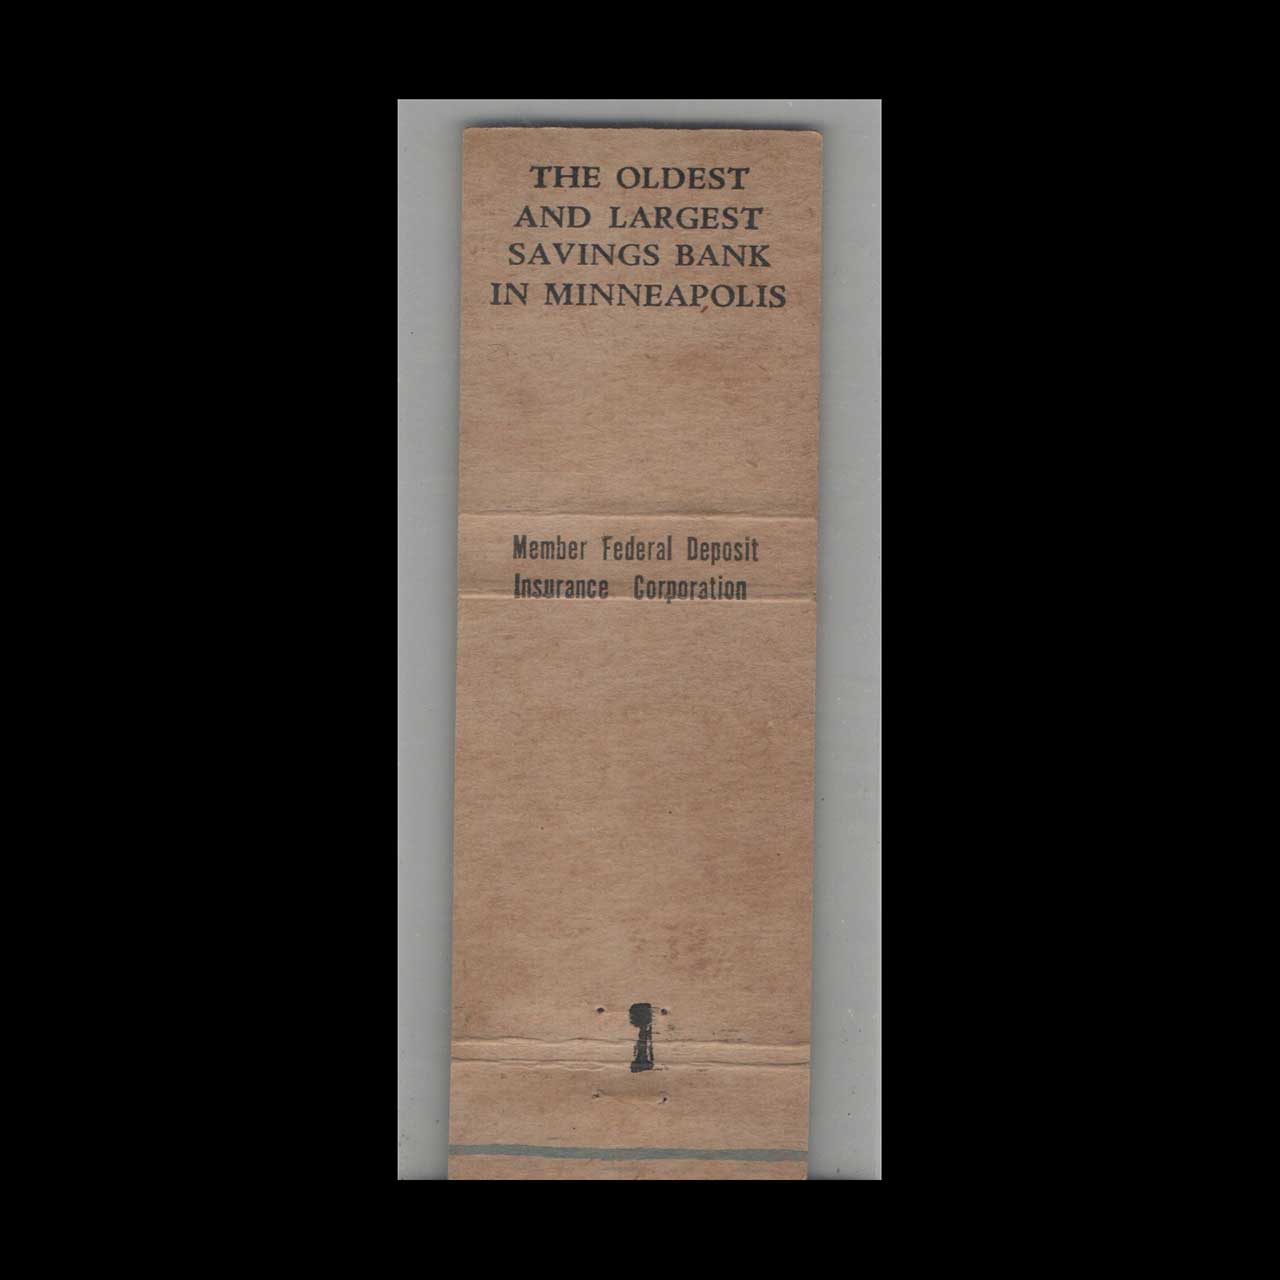 THE OLDEST
AND LARGEST
SAVINGS BANK
IN MINNEAPOLIS
Member Federal Deposit
Insurance Corporation